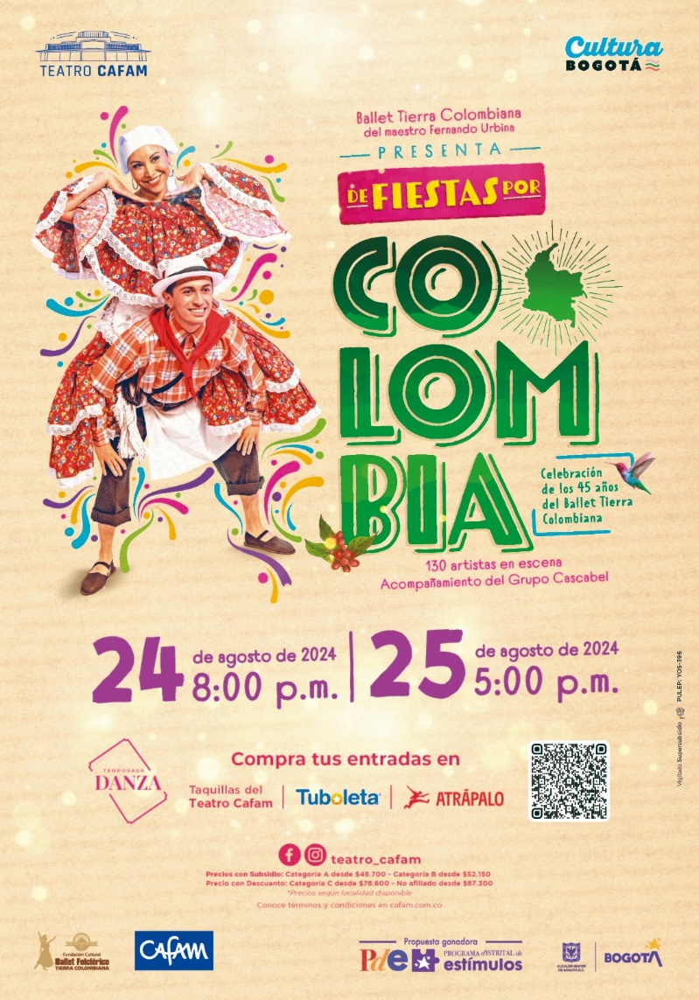 TEATRO CAFAM
Cultura
BOGOTÁ
Ballet Tierra Colombiana
del maestro Fernando Urbina
PRESENTA
DE FIESTAS POR
CO
LOM
BIA
Celebración
de los 45 años
del Ballet Tierra
Colombiana
130 artistas en escena
Acompañamiento del Grupo Cascabel
24 de agosto de 2024
8:00 p.m.
25 de agosto de 2024
5:00 p.m.
Vigilado Supersubsidio PULEP: YOS-396
TEMPORADA
DANZA
Compra tus entradas en
Taquillas del
Teatro Cafam
Tuboleta
ATRÁPALO
teatro_cafam
Precios con Subsidio: Categoría A desde $48.700 - Categoría B desde $52.150
Precio con Descuento: Categoría C desde $78.600 - No afiliado desde $87.300
*Precios según localidad disponible
Conoce términos y condiciones en cafam.com.co
Fundación Cultural
Ballet Folclórico
TIERRA COLOMBIANA
CAFAM
Propuesta ganadora
PdE
PROGRAMA DISTRITAL de
estímulos
ALCALDÍA MAYOR
DE BOGOTÁ D.C.
BOGOTÁ